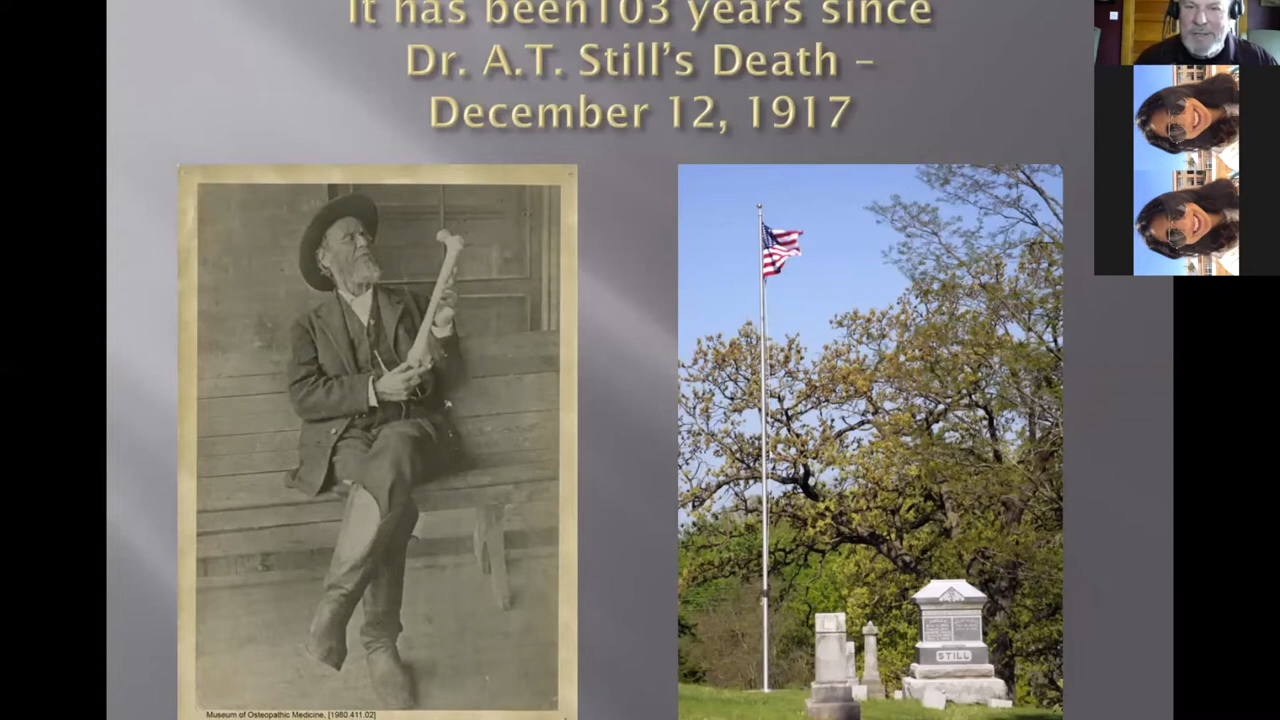 It has been103 years since
Dr. A.T. Still's Death –
December 12, 1917
STILL
Museum of Osteopathic Medicine, [1980.411.02]